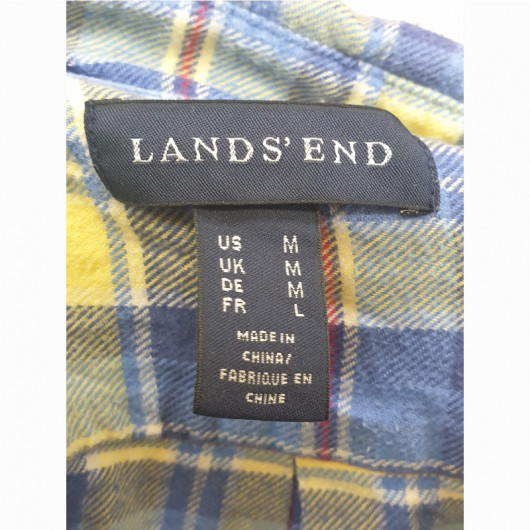 LANDS' END
US M
UK M
DE M
FR L
MADE IN
CHINA/
FABRIQUE EN
CHINE